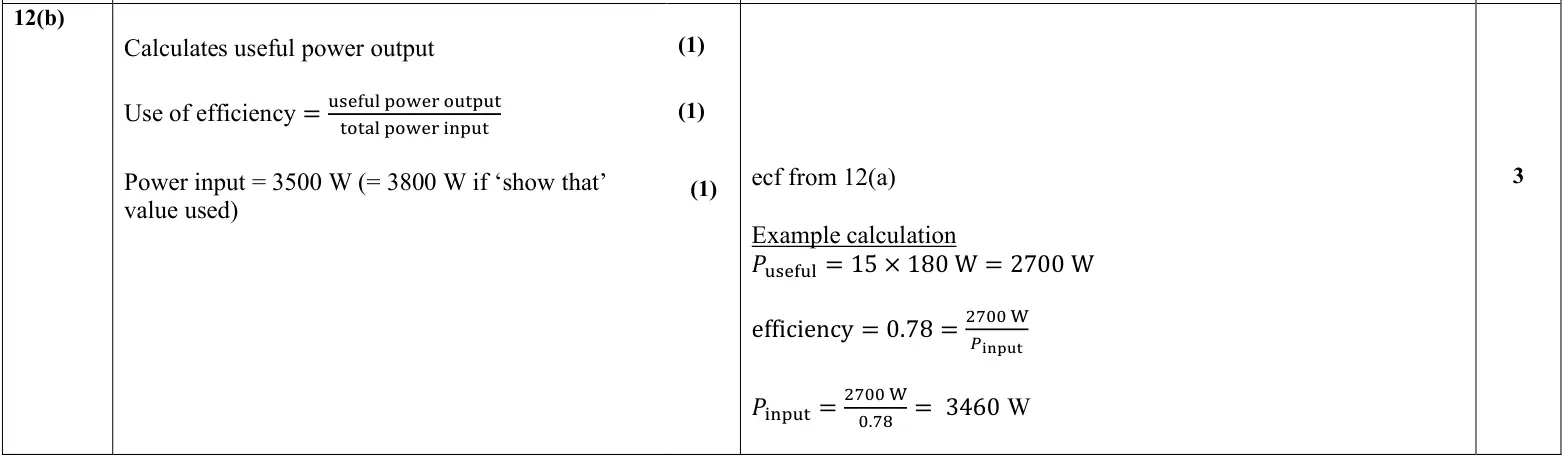 12(b)
Calculates useful power output (1)
Use of efficiency = useful power output / total power input (1)
Power input = 3500 W (= 3800 W if ‘show that’ (1)
value used)
ecf from 12(a)
Example calculation
P_useful = 15 × 180 W = 2700 W
efficiency = 0.78 = 2700 W / P_input
P_input = 2700 W / 0.78 = 3460 W
3